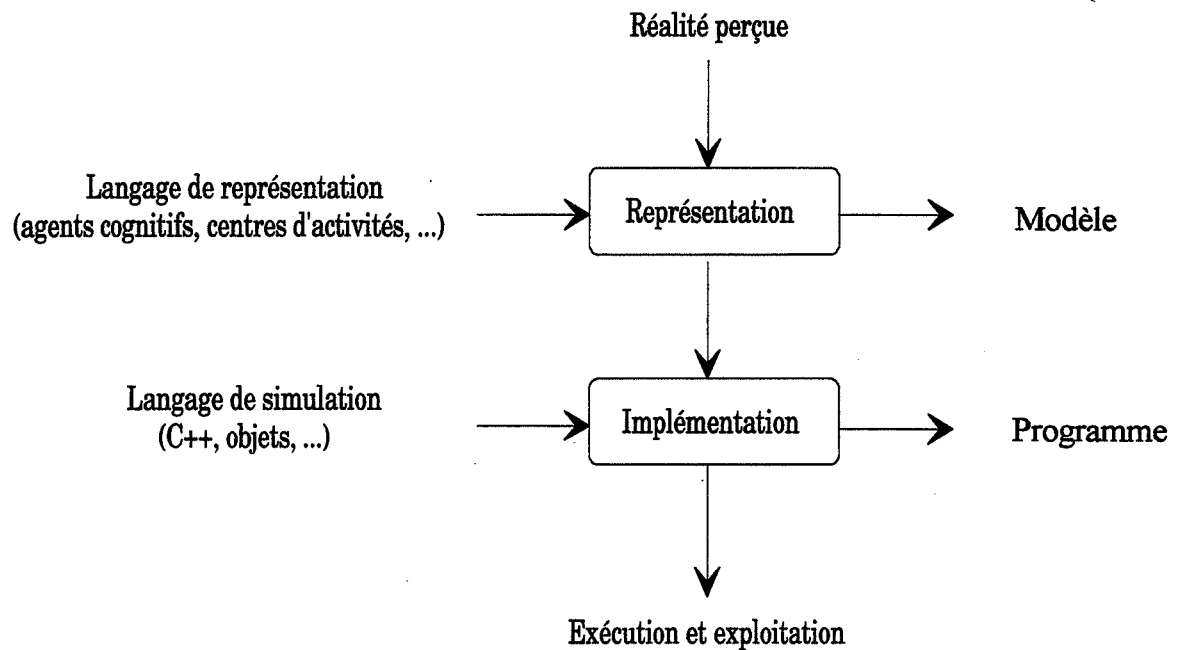 Réalité perçue
Langage de représentation
(agents cognitifs, centres d'activités, ...)
Représentation
Modèle
Langage de simulation
(C++, objets, ...)
Implémentation
Programme
Exécution et exploitation